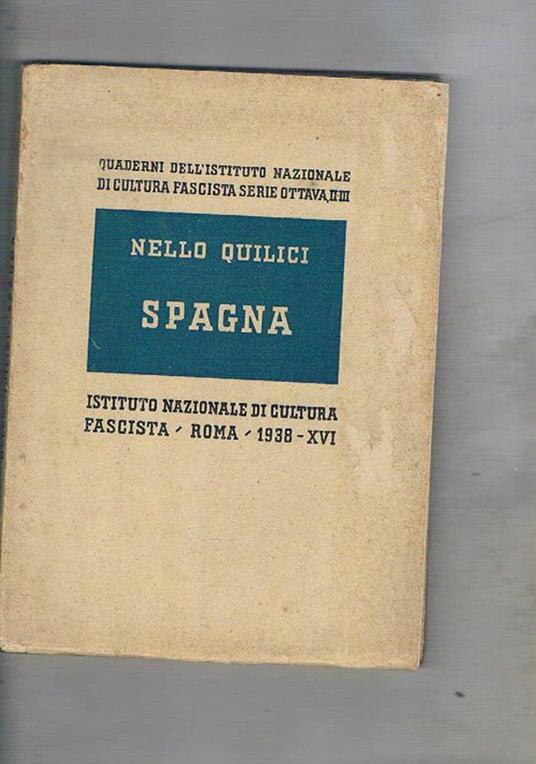 QUADERNI DELL'ISTITUTO NAZIONALE
DI CULTURA FASCISTA SERIE OTTAVA, II-III
NELLO QUILICI
SPAGNA
ISTITUTO NAZIONALE DI CULTURA
FASCISTA / ROMA / 1938 - XVI